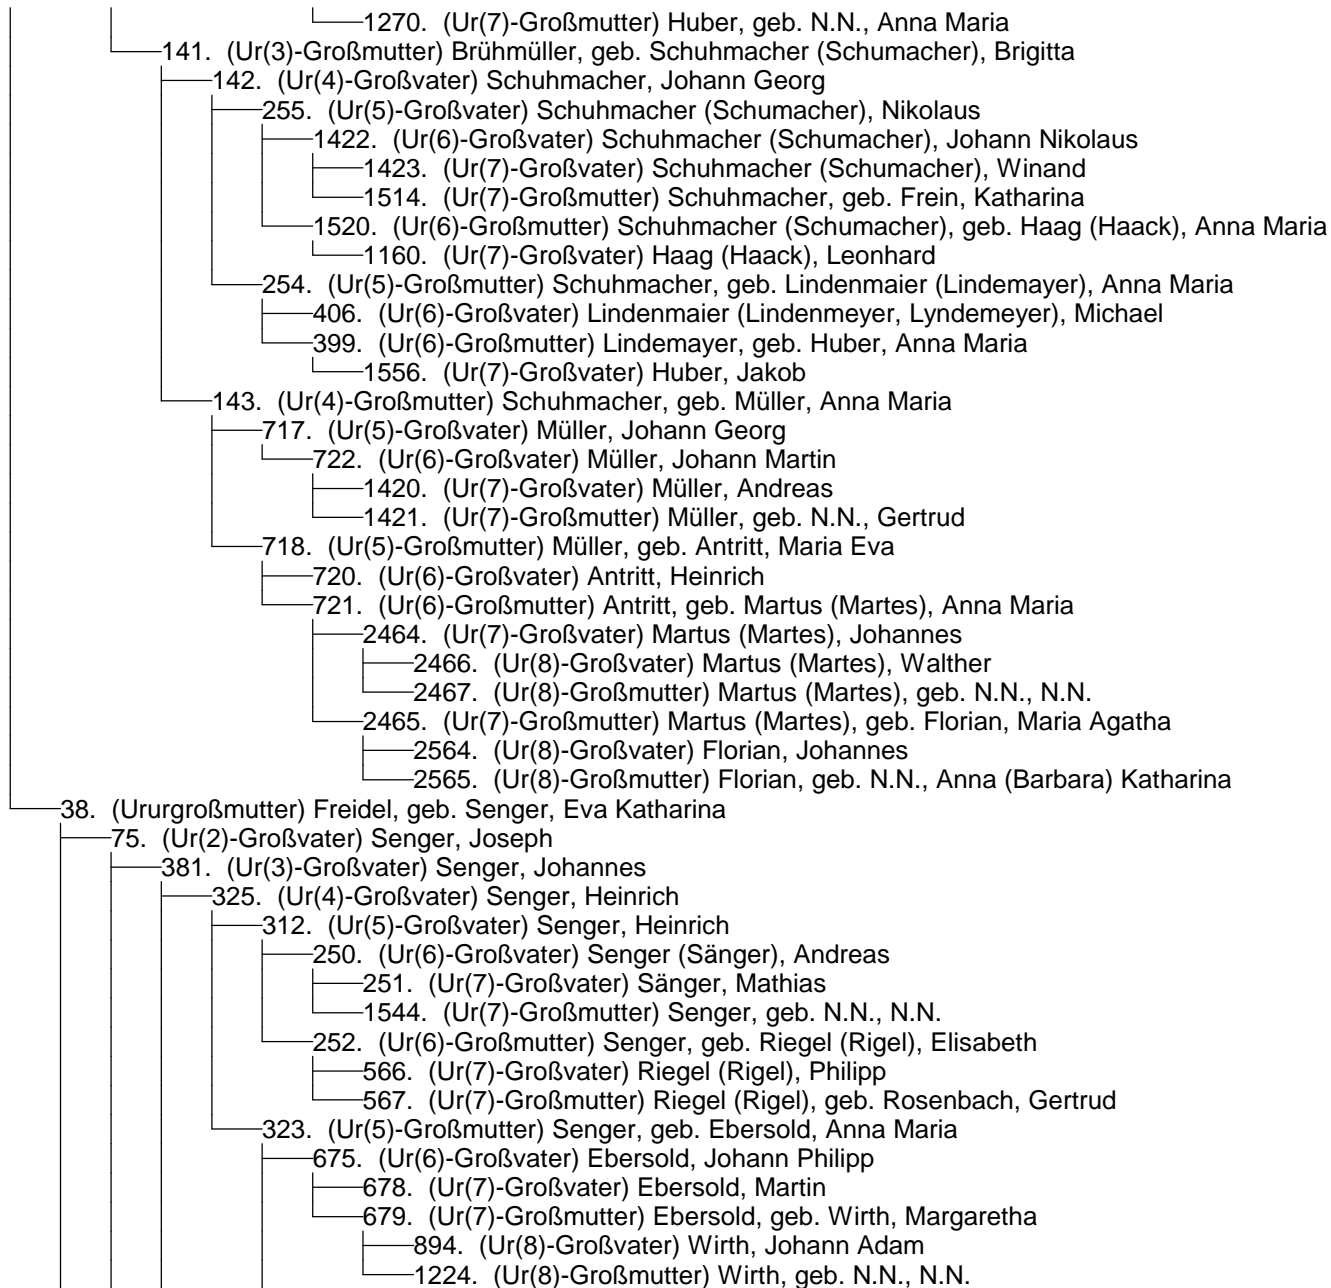 1270. (Ur(7)-Großmutter) Huber, geb. N.N., Anna Maria
141. (Ur(3)-Großmutter) Brühmüller, geb. Schuhmacher (Schumacher), Brigitta
142. (Ur(4)-Großvater) Schuhmacher, Johann Georg
255. (Ur(5)-Großvater) Schuhmacher (Schumacher), Nikolaus
1422. (Ur(6)-Großvater) Schuhmacher (Schumacher), Johann Nikolaus
1423. (Ur(7)-Großvater) Schuhmacher (Schumacher), Winand
1514. (Ur(7)-Großmutter) Schuhmacher, geb. Frein, Katharina
1520. (Ur(6)-Großmutter) Schuhmacher (Schumacher), geb. Haag (Haack), Anna Maria
1160. (Ur(7)-Großvater) Haag (Haack), Leonhard
254. (Ur(5)-Großmutter) Schuhmacher, geb. Lindenmaier (Lindemayer), Anna Maria
406. (Ur(6)-Großvater) Lindenmaier (Lindenmeyer, Lyndemeyer), Michael
399. (Ur(6)-Großmutter) Lindemayer, geb. Huber, Anna Maria
1556. (Ur(7)-Großvater) Huber, Jakob
143. (Ur(4)-Großmutter) Schuhmacher, geb. Müller, Anna Maria
717. (Ur(5)-Großvater) Müller, Johann Georg
722. (Ur(6)-Großvater) Müller, Johann Martin
1420. (Ur(7)-Großvater) Müller, Andreas
1421. (Ur(7)-Großmutter) Müller, geb. N.N., Gertrud
718. (Ur(5)-Großmutter) Müller, geb. Antritt, Maria Eva
720. (Ur(6)-Großvater) Antritt, Heinrich
721. (Ur(6)-Großmutter) Antritt, geb. Martus (Martes), Anna Maria
2464. (Ur(7)-Großvater) Martus (Martes), Johannes
2466. (Ur(8)-Großvater) Martus (Martes), Walther
2467. (Ur(8)-Großmutter) Martus (Martes), geb. N.N., N.N.
2465. (Ur(7)-Großmutter) Martus (Martes), geb. Florian, Maria Agatha
2564. (Ur(8)-Großvater) Florian, Johannes
2565. (Ur(8)-Großmutter) Florian, geb. N.N., Anna (Barbara) Katharina
38. (Ururgroßmutter) Freidel, geb. Senger, Eva Katharina
75. (Ur(2)-Großvater) Senger, Joseph
381. (Ur(3)-Großvater) Senger, Johannes
325. (Ur(4)-Großvater) Senger, Heinrich
312. (Ur(5)-Großvater) Senger, Heinrich
250. (Ur(6)-Großvater) Senger (Sänger), Andreas
251. (Ur(7)-Großvater) Sänger, Mathias
1544. (Ur(7)-Großmutter) Senger, geb. N.N., N.N.
252. (Ur(6)-Großmutter) Senger, geb. Riegel (Rigel), Elisabeth
566. (Ur(7)-Großvater) Riegel (Rigel), Philipp
567. (Ur(7)-Großmutter) Riegel (Rigel), geb. Rosenbach, Gertrud
323. (Ur(5)-Großmutter) Senger, geb. Ebersold, Anna Maria
675. (Ur(6)-Großvater) Ebersold, Johann Philipp
678. (Ur(7)-Großvater) Ebersold, Martin
679. (Ur(7)-Großmutter) Ebersold, geb. Wirth, Margaretha
894. (Ur(8)-Großvater) Wirth, Johann Adam
1224. (Ur(8)-Großmutter) Wirth, geb. N.N., N.N.